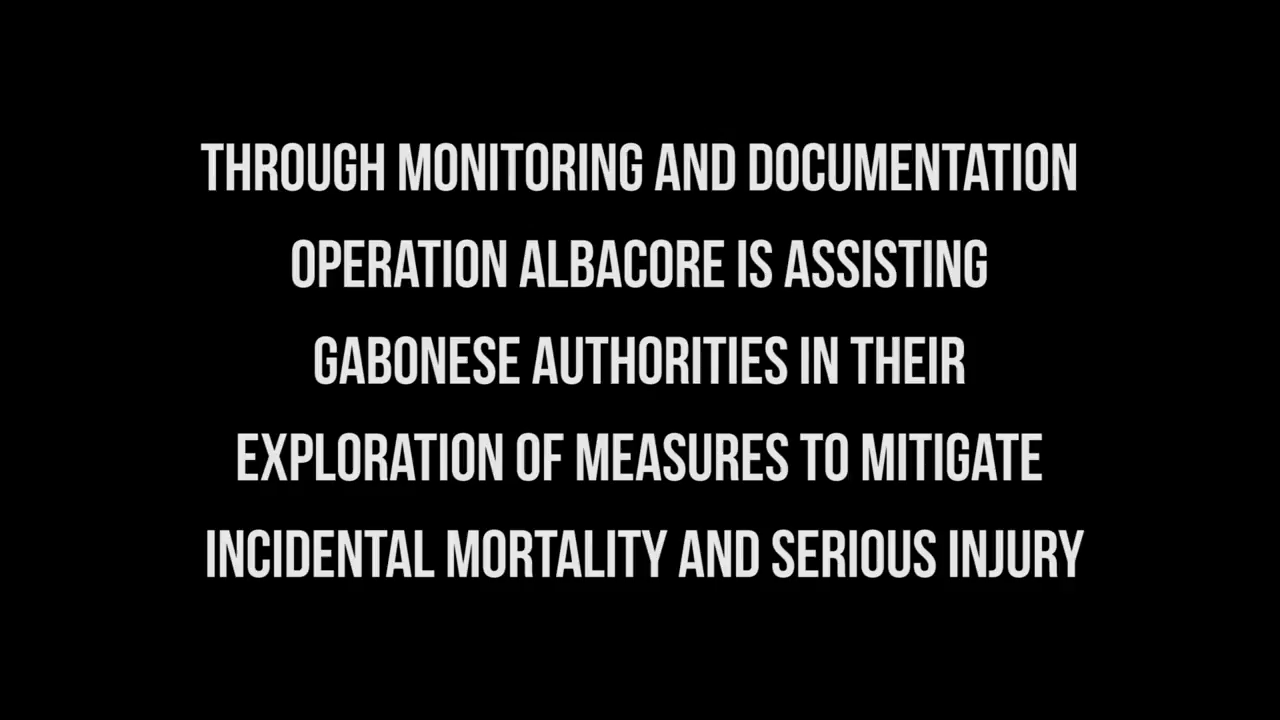 THROUGH MONITORING AND DOCUMENTATION
OPERATION ALBACORE IS ASSISTING
GABONESE AUTHORITIES IN THEIR
EXPLORATION OF MEASURES TO MITIGATE
INCIDENTAL MORTALITY AND SERIOUS INJURY